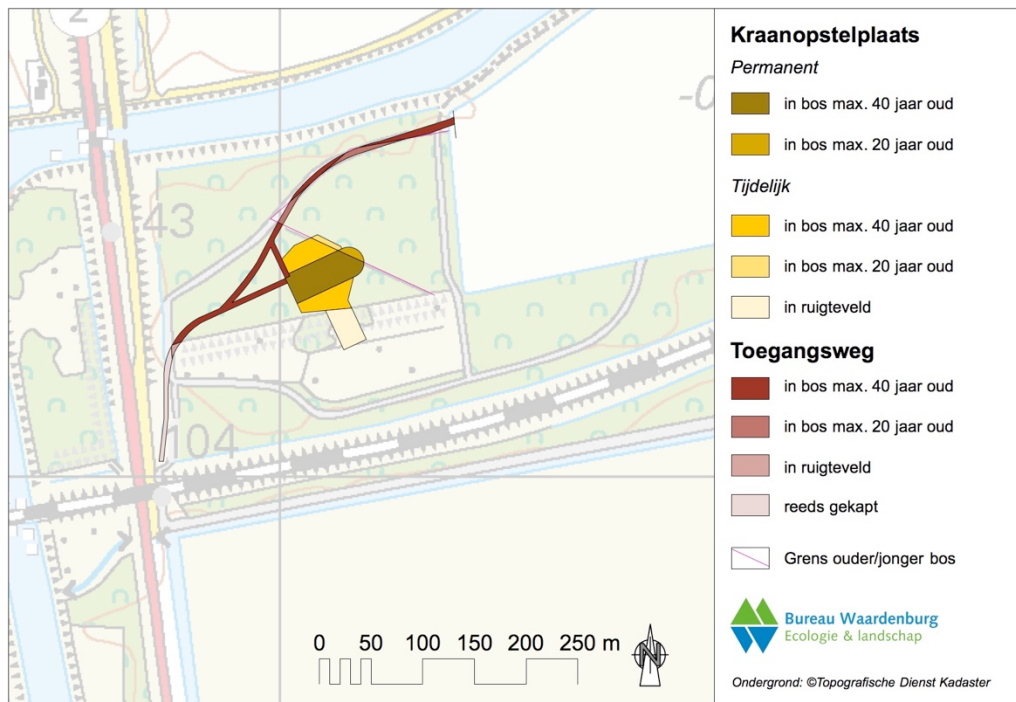 2
43
104
-0
0 50 100 150 200 250 m
N
Kraanopstelplaats
Permanent
in bos max. 40 jaar oud
in bos max. 20 jaar oud
Tijdelijk
in bos max. 40 jaar oud
in bos max. 20 jaar oud
in ruigteveld
Toegangsweg
in bos max. 40 jaar oud
in bos max. 20 jaar oud
in ruigteveld
reeds gekapt
Grens ouder/jonger bos
Bureau Waardenburg
Ecologie & landschap
Ondergrond: ©Topografische Dienst Kadaster